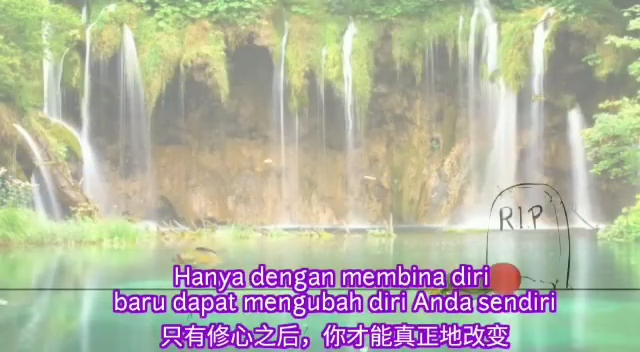 RIP
Hanya dengan membina diri
baru dapat mengubah diri Anda sendiri
只有修心之后，你才能真正地改变